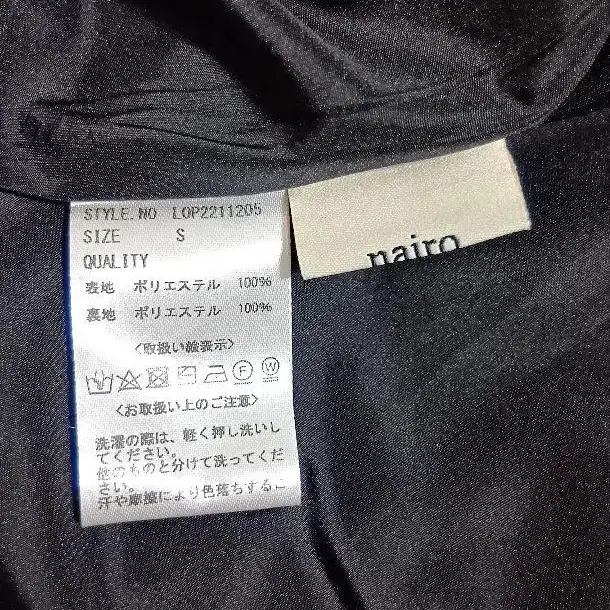 STYLE.NO LOP2211205
SIZE S
QUALITY
表地 ポリエステル 100%
裏地 ポリエステル 100%
<取扱い絵表示>
F W
<お取扱い上のご注意>
洗濯の際は、軽く押し洗いし
てください。
他のものと分けて洗ってくだ
さい。
汗や摩擦により色落ちするこ
nairo